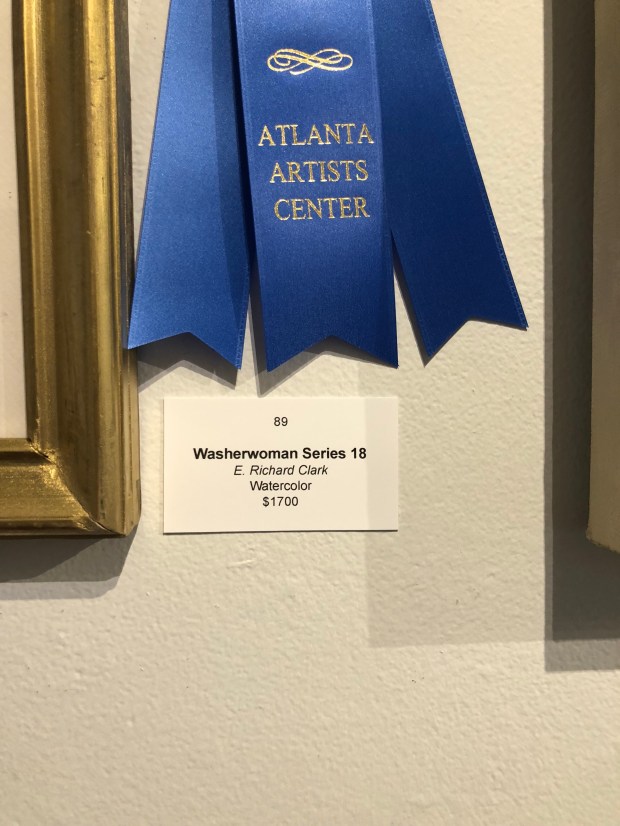 ATLANTA
ARTISTS
CENTER
89
Washerwoman Series 18
E. Richard Clark
Watercolor
$1700